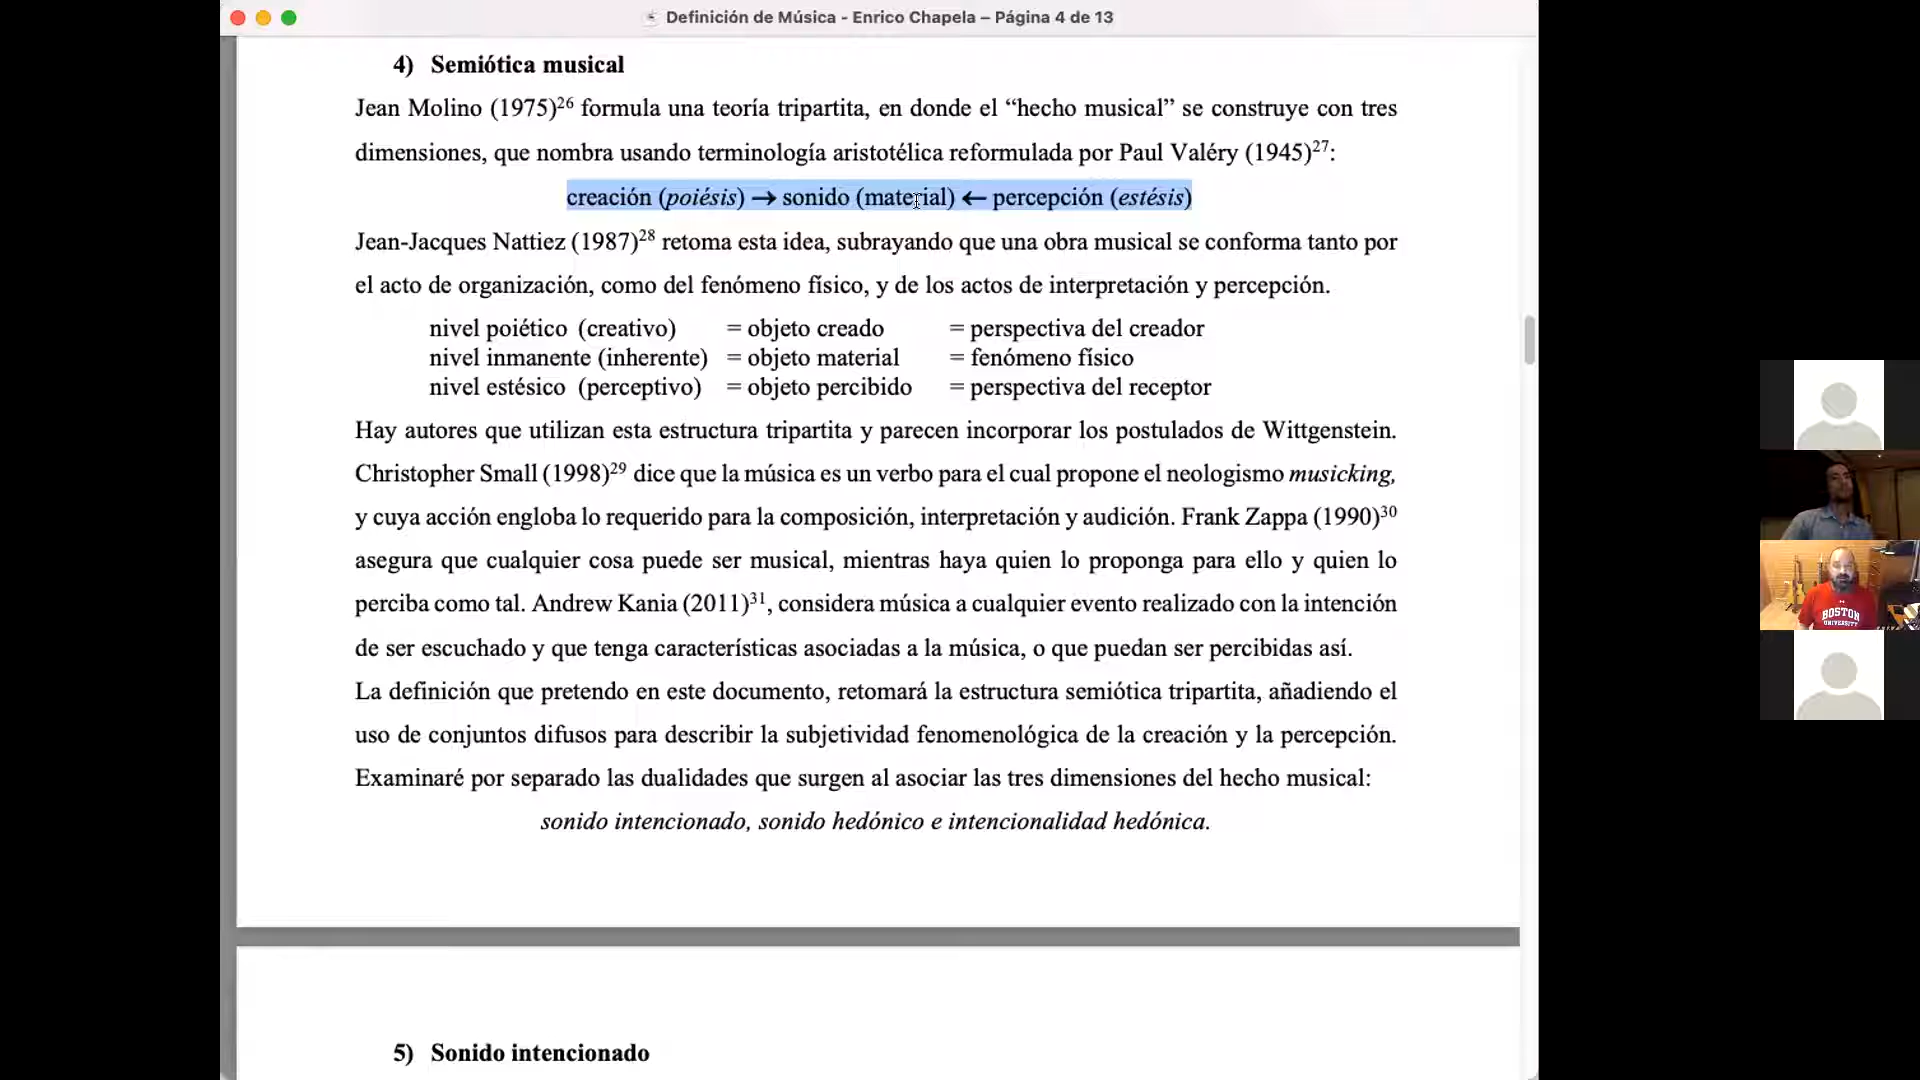 Definición de Música - Enrico Chapela – Página 4 de 13
4) Semiótica musical
Jean Molino (1975)26 formula una teoría tripartita, en donde el “hecho musical” se construye con tres
dimensiones, que nombra usando terminología aristotélica reformulada por Paul Valéry (1945)27:
creación (poiésis) → sonido (material) ← percepción (estésis)
Jean-Jacques Nattiez (1987)28 retoma esta idea, subrayando que una obra musical se conforma tanto por
el acto de organización, como del fenómeno físico, y de los actos de interpretación y percepción.
nivel poiético (creativo) = objeto creado = perspectiva del creador
nivel inmanente (inherente) = objeto material = fenómeno físico
nivel estésico (perceptivo) = objeto percibido = perspectiva del receptor
Hay autores que utilizan esta estructura tripartita y parecen incorporar los postulados de Wittgenstein.
Christopher Small (1998)29 dice que la música es un verbo para el cual propone el neologismo musicking,
y cuya acción engloba lo requerido para la composición, interpretación y audición. Frank Zappa (1990)30
asegura que cualquier cosa puede ser musical, mientras haya quien lo proponga para ello y quien lo
perciba como tal. Andrew Kania (2011)31, considera música a cualquier evento realizado con la intención
de ser escuchado y que tenga características asociadas a la música, o que puedan ser percibidas así.
La definición que pretendo en este documento, retomará la estructura semiótica tripartita, añadiendo el
uso de conjuntos difusos para describir la subjetividad fenomenológica de la creación y la percepción.
Examinaré por separado las dualidades que surgen al asociar las tres dimensiones del hecho musical:
sonido intencionado, sonido hedónico e intencionalidad hedónica.
5) Sonido intencionado
BOSTON
UNIVERSITY